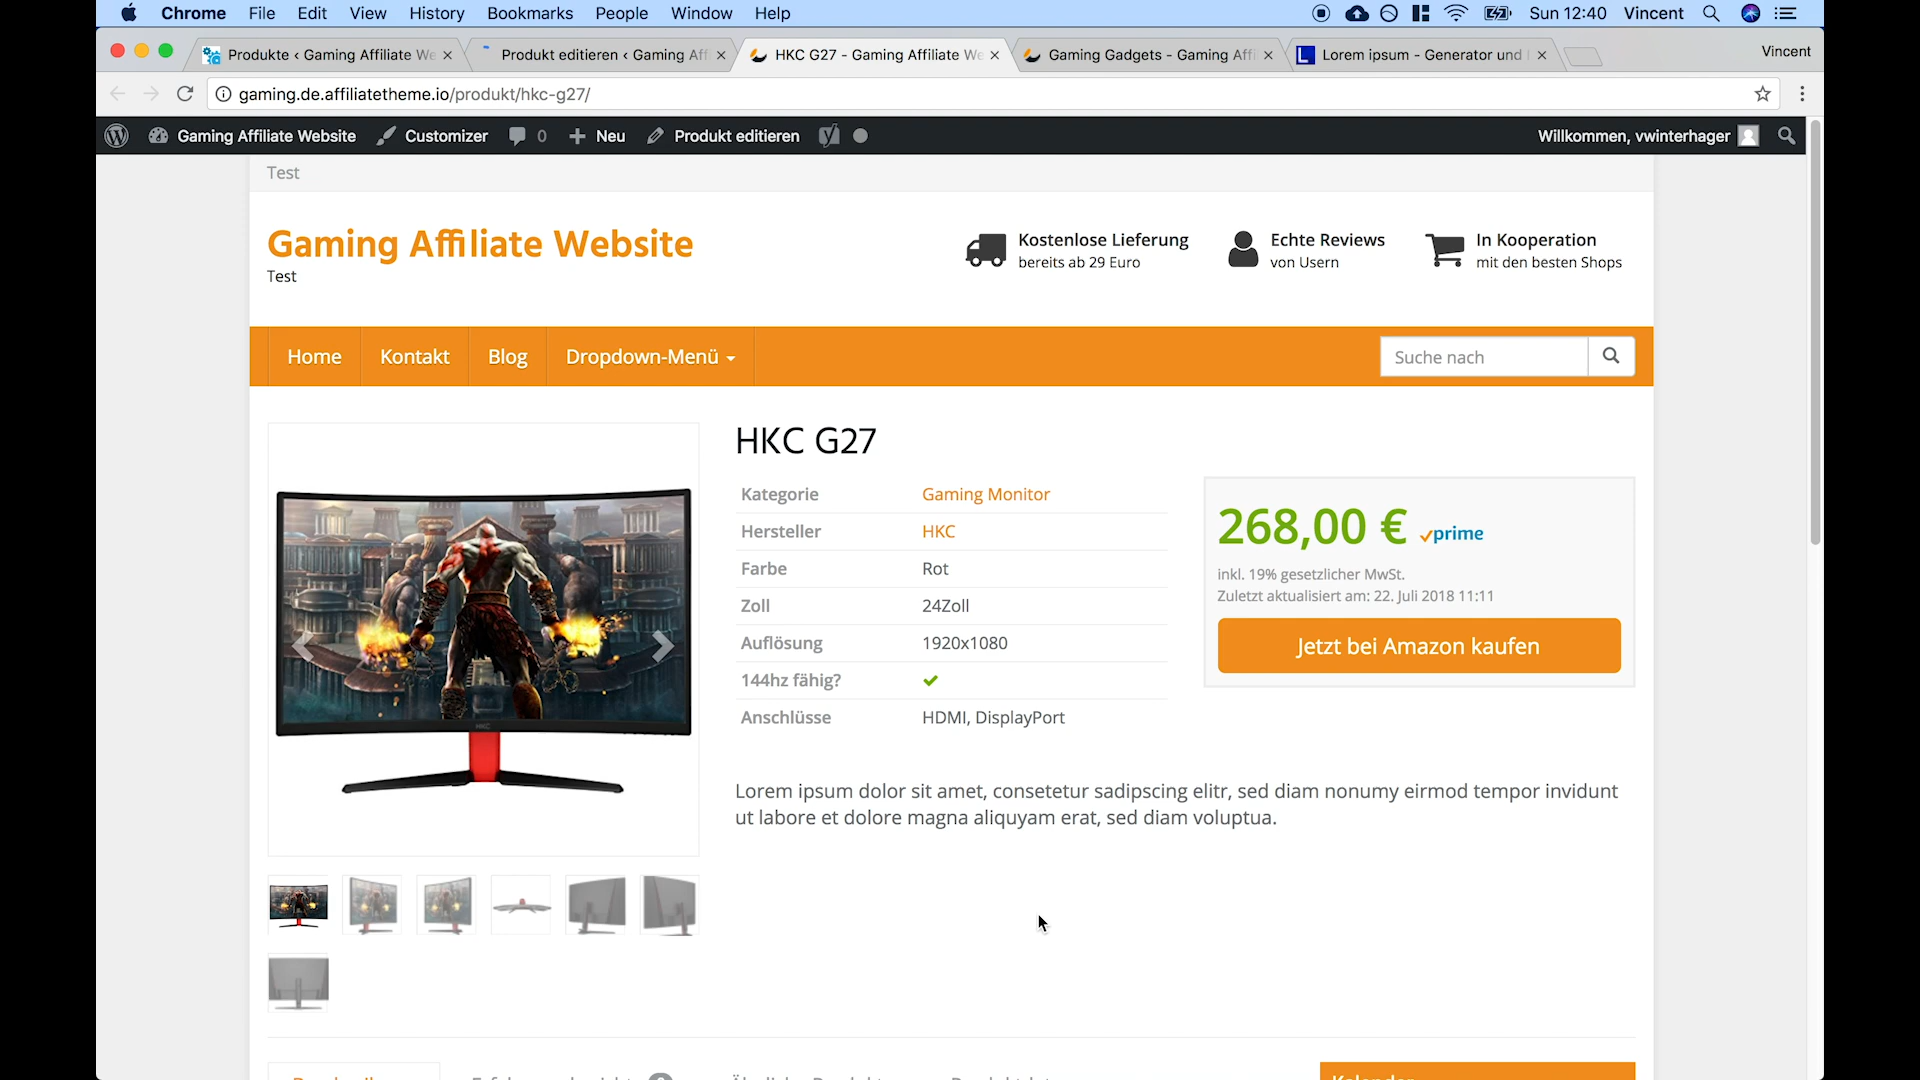 Chrome File Edit View History Bookmarks People Window Help Sun 12:40 Vincent
Produkte ‹ Gaming Affiliate We Produkt editieren ‹ Gaming Aff HKC G27 - Gaming Affiliate We Gaming Gadgets - Gaming Affi Lorem ipsum - Generator und Vincent
gaming.de.affiliatetheme.io/produkt/hkc-g27/
Gaming Affiliate Website Customizer 0 Neu Produkt editieren Willkommen, vwinterhager
Test
Gaming Affiliate Website
Test
Kostenlose Lieferung
bereits ab 29 Euro
Echte Reviews
von Usern
In Kooperation
mit den besten Shops
Home Kontakt Blog Dropdown-Menü Suche nach
HKC G27
Kategorie Gaming Monitor
Hersteller HKC
Farbe Rot
Zoll 24Zoll
Auflösung 1920x1080
144hz fähig?
Anschlüsse HDMI, DisplayPort
268,00 € prime
inkl. 19% gesetzlicher MwSt.
Zuletzt aktualisiert am: 22. Juli 2018 11:11
Jetzt bei Amazon kaufen
Lorem ipsum dolor sit amet, consetetur sadipscing elitr, sed diam nonumy eirmod tempor invidunt
ut labore et dolore magna aliquyam erat, sed diam voluptua.